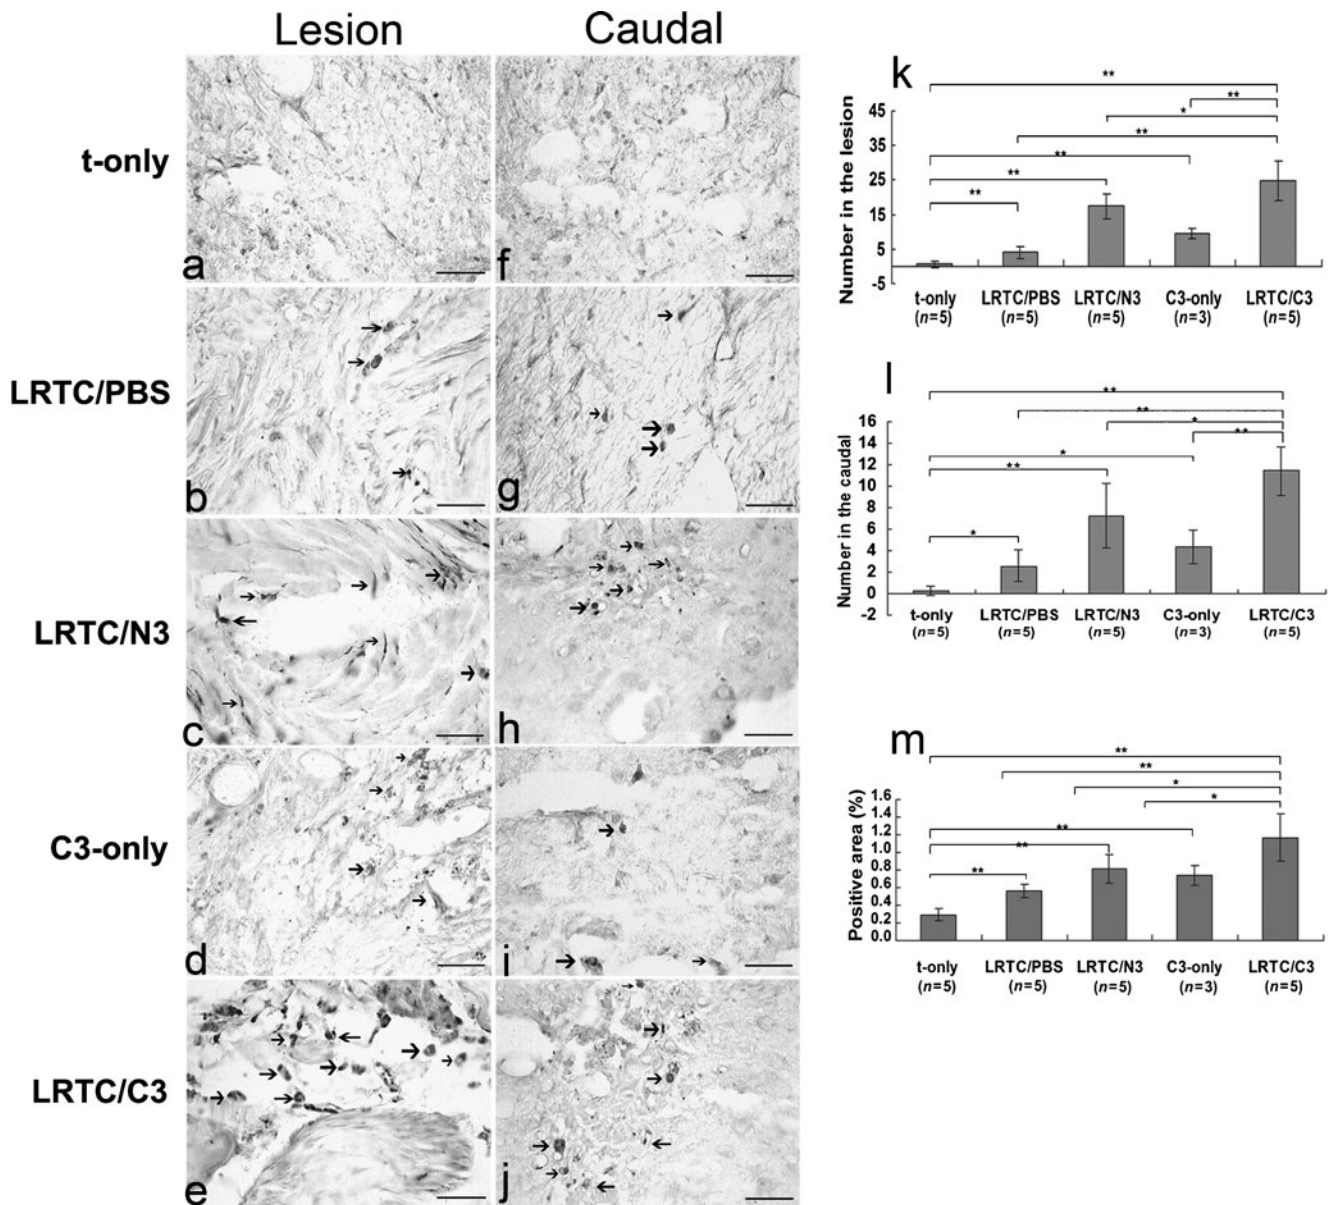 Lesion Caudal
t-only
a
f
LRTC/PBS
b
g
LRTC/N3
c
h
C3-only
d
i
LRTC/C3
e
j
k
Number in the lesion
45
35
25
15
5
-5
**
**
*
**
**
**
**
t-only LRTC/PBS LRTC/N3 C3-only LRTC/C3
(n=5) (n=5) (n=5) (n=3) (n=5)
l
Number in the caudal
16
14
12
10
8
6
4
2
0
-2
**
**
*
**
*
**
*
t-only LRTC/PBS LRTC/N3 C3-only LRTC/C3
(n=5) (n=5) (n=5) (n=3) (n=5)
m
Positive area (%)
1.6
1.4
1.2
1.0
0.8
0.6
0.4
0.2
0.0
**
**
*
*
**
**
**
t-only LRTC/PBS LRTC/N3 C3-only LRTC/C3
(n=5) (n=5) (n=5) (n=3) (n=5)